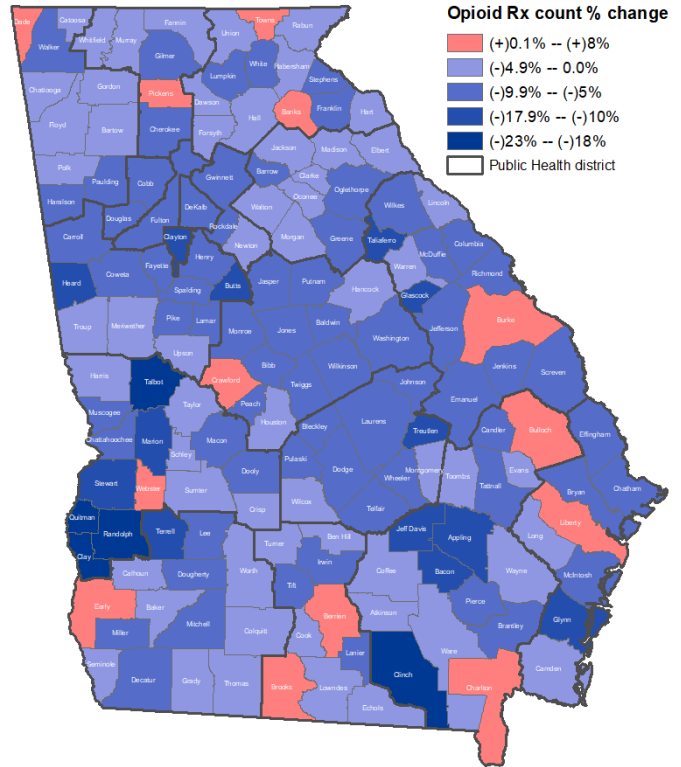 Opioid Rx count % change
(+)0.1% -- (+)8%
(-)4.9% -- 0.0%
(-)9.9% -- (-)5%
(-)17.9% -- (-)10%
(-)23% -- (-)18%
Public Health district
Dade
Catoosa
Fannin
Towns
Rabun
Walker
Whitfield
Murray
Union
Gilmer
White
Habersham
Lumpkin
Stephens
Chattooga
Gordon
Pickens
Dawson
Banks
Franklin
Hart
Floyd
Bartow
Cherokee
Forsyth
Hall
Jackson
Madison
Elbert
Polk
Paulding
Cobb
Gwinnett
Barrow
Clarke
Oglethorpe
Oconee
Haralson
Douglas
Fulton
DeKalb
Rockdale
Walton
Wilkes
Lincoln
Carroll
Clayton
Henry
Newton
Morgan
Greene
Taliaferro
Columbia
McDuffie
Warren
Richmond
Heard
Coweta
Fayette
Spalding
Butts
Jasper
Putnam
Hancock
Glascock
Troup
Meriwether
Pike
Lamar
Monroe
Jones
Baldwin
Washington
Jefferson
Burke
Upson
Harris
Talbot
Crawford
Bibb
Wilkinson
Twiggs
Johnson
Jenkins
Screven
Muscogee
Taylor
Peach
Houston
Bleckley
Laurens
Emanuel
Chattahoochee
Marion
Macon
Treutlen
Candler
Bulloch
Effingham
Schley
Dooly
Pulaski
Dodge
Wheeler
Montgomery
Toombs
Evans
Tattnall
Bryan
Chatham
Stewart
Webster
Sumter
Crisp
Wilcox
Telfair
Liberty
Long
Quitman
Randolph
Terrell
Lee
Turner
Ben Hill
Jeff Davis
Appling
Clay
Calhoun
Dougherty
Worth
Irwin
Tift
Coffee
Bacon
Wayne
McIntosh
Early
Baker
Mitchell
Berrien
Atkinson
Pierce
Brantley
Glynn
Miller
Colquitt
Cook
Lanier
Ware
Seminole
Decatur
Grady
Thomas
Brooks
Lowndes
Clinch
Charlton
Camden
Echols